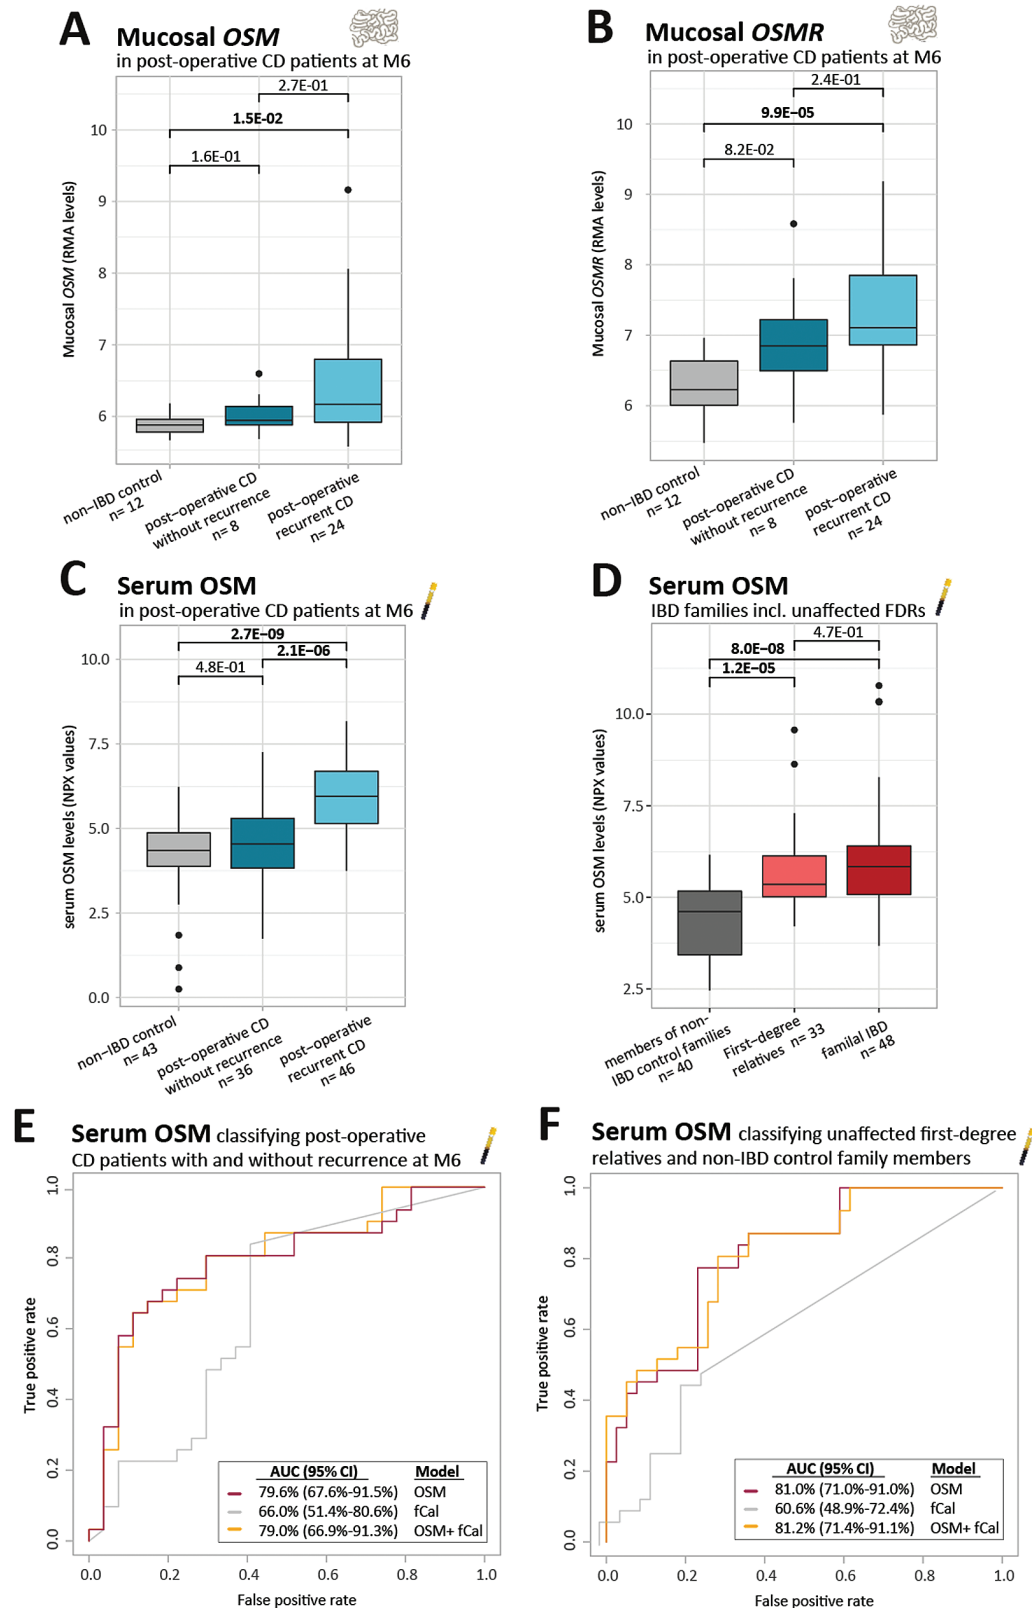 A Mucosal OSM
in post-operative CD patients at M6
2.7E-01
1.5E-02
1.6E-01
10
9
8
7
6
Mucosal OSM (RMA levels)
non–IBD control
n= 12
post–operative CD
without recurrence
n= 8
post–operative
recurrent CD
n= 24
B Mucosal OSMR
in post-operative CD patients at M6
2.4E-01
9.9E–05
8.2E-02
10
9
8
7
6
Mucosal OSMR (RMA levels)
non–IBD control
n= 12
post–operative CD
without recurrence
n= 8
post–operative
recurrent CD
n= 24
C Serum OSM
in post-operative CD patients at M6
2.7E–09
2.1E–06
4.8E-01
10.0
7.5
5.0
2.5
0.0
serum OSM levels (NPX values)
non–IBD control
n= 43
post–operative CD
without recurrence
n= 36
post–operative
recurrent CD
n= 46
D Serum OSM
IBD families incl. unaffected FDRs
4.7E-01
8.0E–08
1.2E–05
10.0
7.5
5.0
2.5
serum OSM levels (NPX values)
members of non-
IBD control families
n= 40
First–degree
relatives n= 33
familal IBD
n= 48
E Serum OSM classifying post-operative
CD patients with and without recurrence at M6
1.0
0.8
0.6
0.4
0.2
0.0
True positive rate
AUC (95% CI) Model
79.6% (67.6%-91.5%) OSM
66.0% (51.4%-80.6%) fCal
79.0% (66.9%-91.3%) OSM+ fCal
0.0 0.2 0.4 0.6 0.8 1.0
False positive rate
F Serum OSM classifying unaffected first-degree
relatives and non-IBD control family members
1.0
0.8
0.6
0.4
0.2
0.0
True positive rate
AUC (95% CI) Model
81.0% (71.0%-91.0%) OSM
60.6% (48.9%-72.4%) fCal
81.2% (71.4%-91.1%) OSM+ fCal
0.0 0.2 0.4 0.6 0.8 1.0
False positive rate